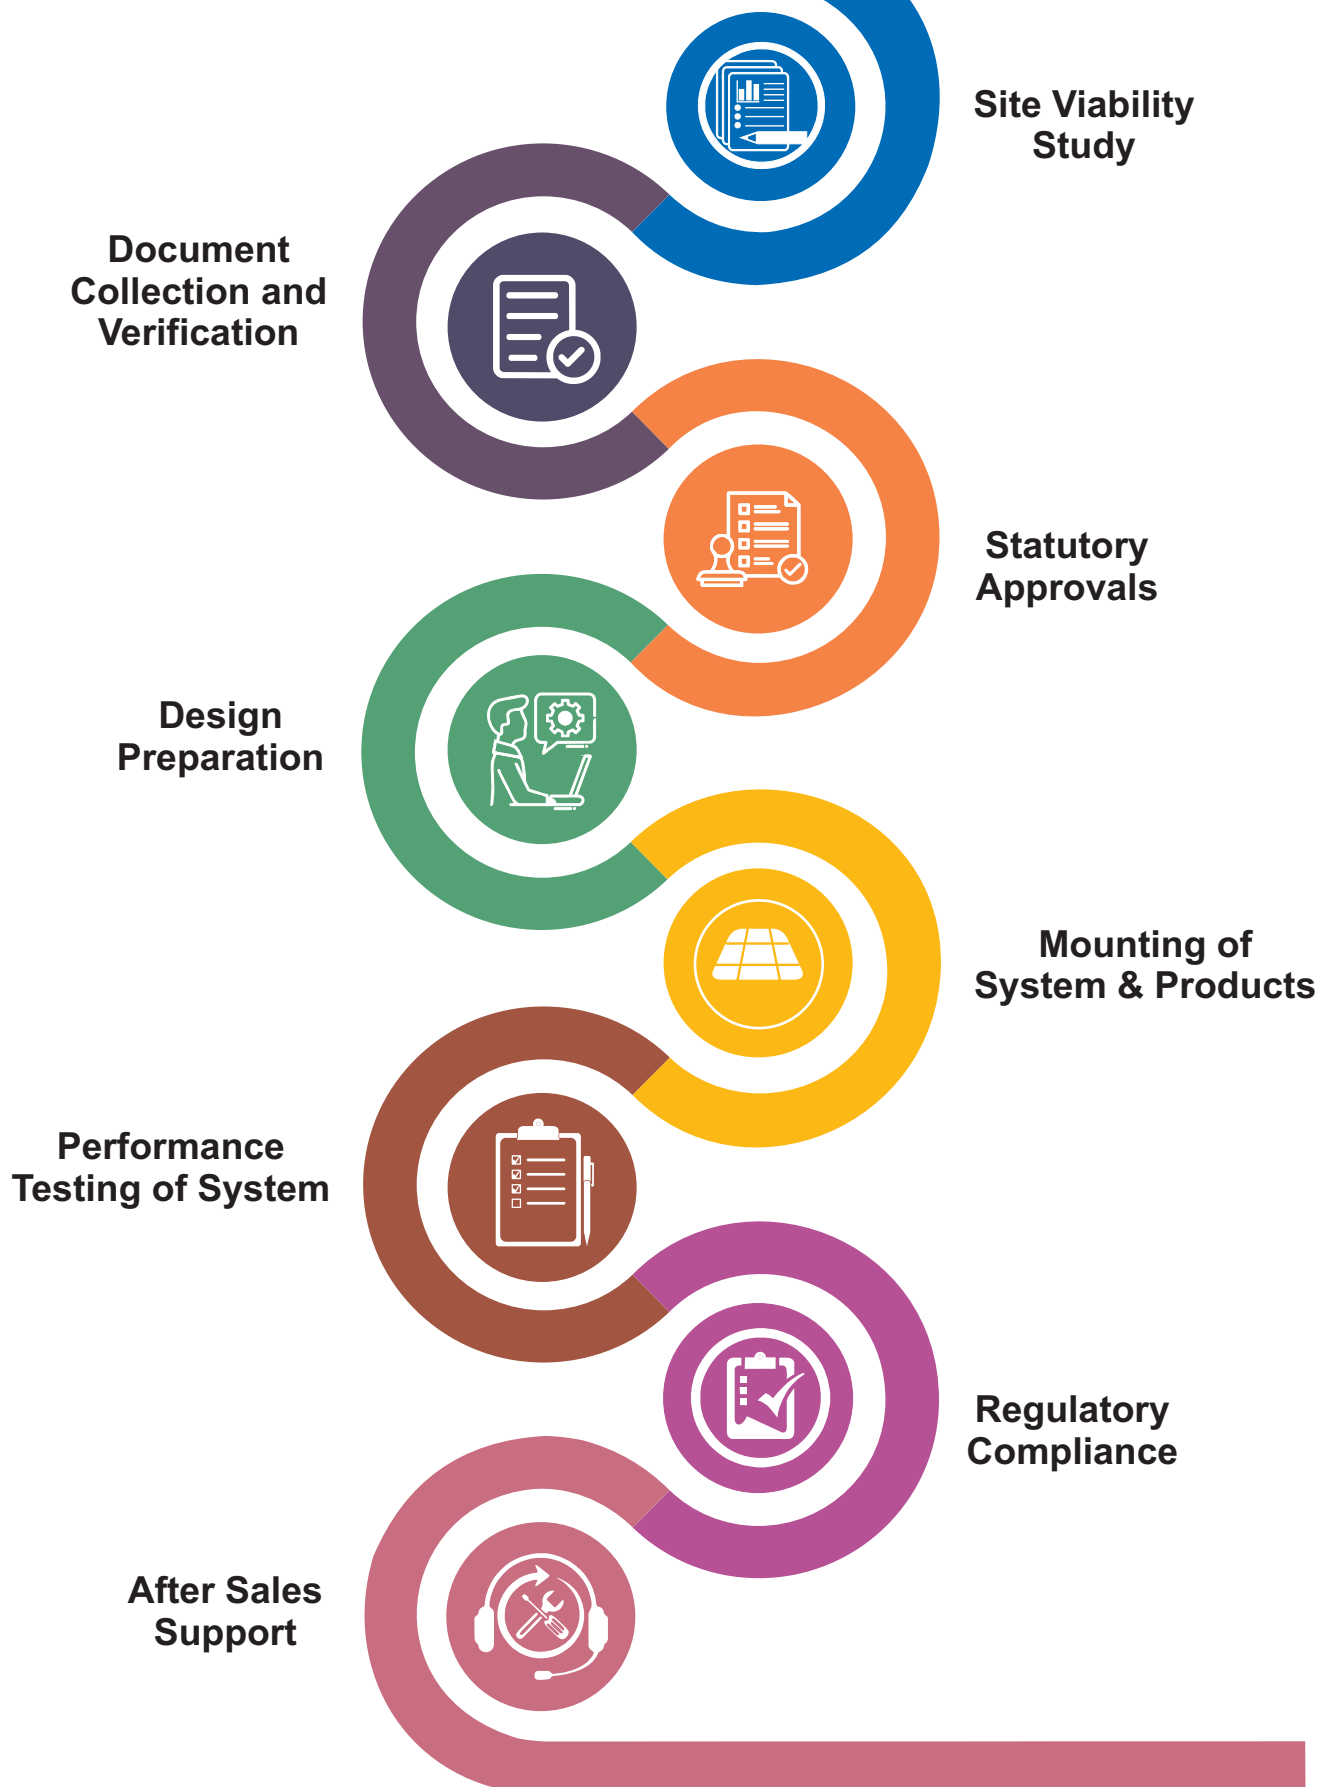 Site Viability
Study
Document
Collection and
Verification
Statutory
Approvals
Design
Preparation
Mounting of
System & Products
Performance
Testing of System
Regulatory
Compliance
After Sales
Support